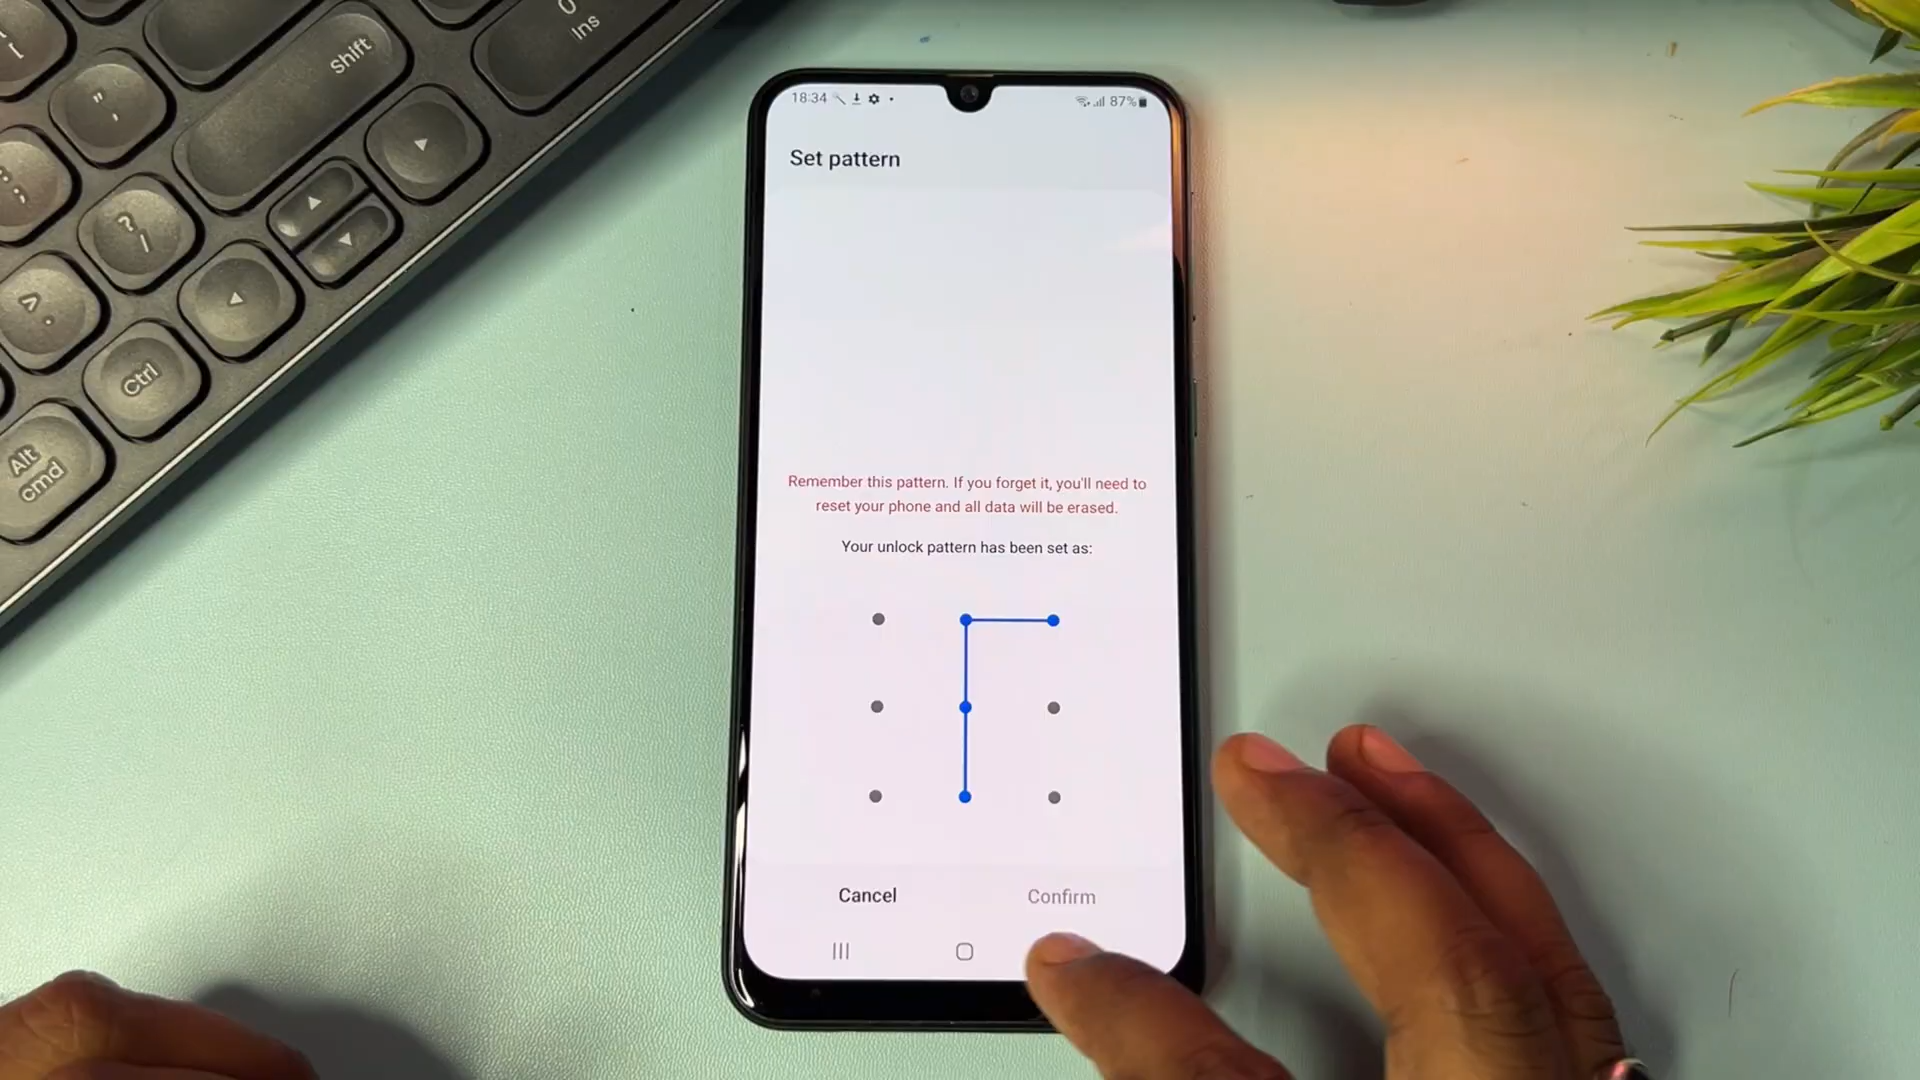 Shift
0
Ins
"
,
?
/
>
.
Ctrl
Alt
cmd
18:34
87%
Set pattern
Remember this pattern. If you forget it, you'll need to
reset your phone and all data will be erased.
Your unlock pattern has been set as:
Cancel
Confirm